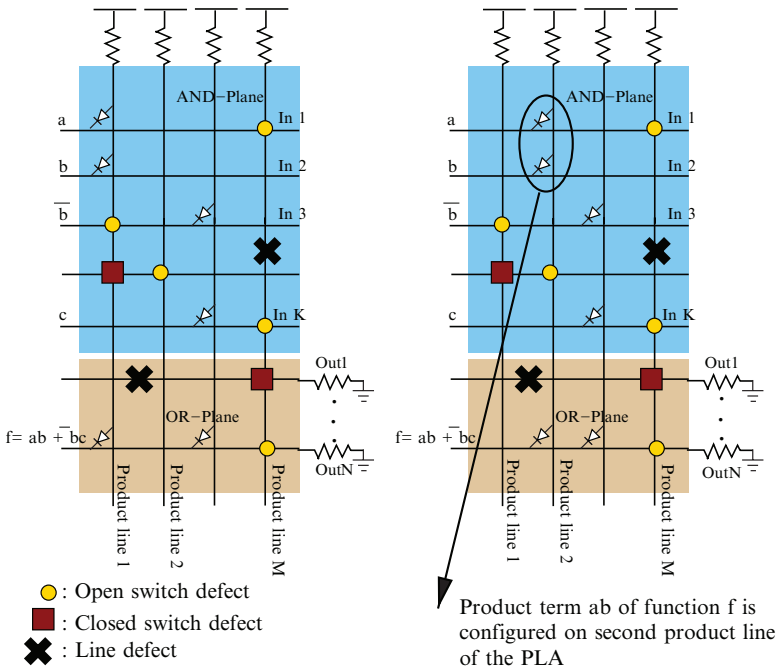 AND−Plane
a
In 1
b
In 2
b̅
In 3
c
In K
Out1
OR−Plane
f= ab + b̅c
OutN
Product line 1
Product line 2
Product line M
AND−Plane
a
In 1
b
In 2
b̅
In 3
c
In K
Out1
OR−Plane
f= ab + b̅c
OutN
Product line 1
Product line 2
Product line M
: Open switch defect
: Closed switch defect
: Line defect
Product term ab of function f is
configured on second product line
of the PLA